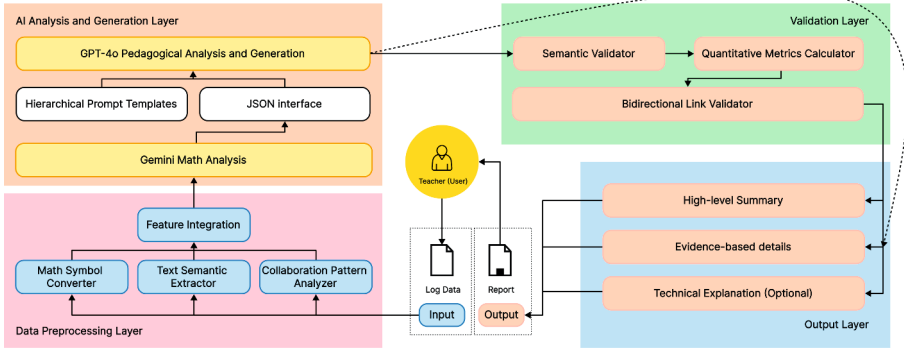 AI Analysis and Generation Layer
GPT-4o Pedagogical Analysis and Generation
Hierarchical Prompt Templates
JSON interface
Gemini Math Analysis
Validation Layer
Semantic Validator
Quantitative Metrics Calculator
Bidirectional Link Validator
Teacher (User)
Log Data
Input
Report
Output
Feature Integration
Math Symbol
Converter
Text Semantic
Extractor
Collaboration Pattern
Analyzer
Data Preprocessing Layer
High-level Summary
Evidence-based details
Technical Explanation (Optional)
Output Layer